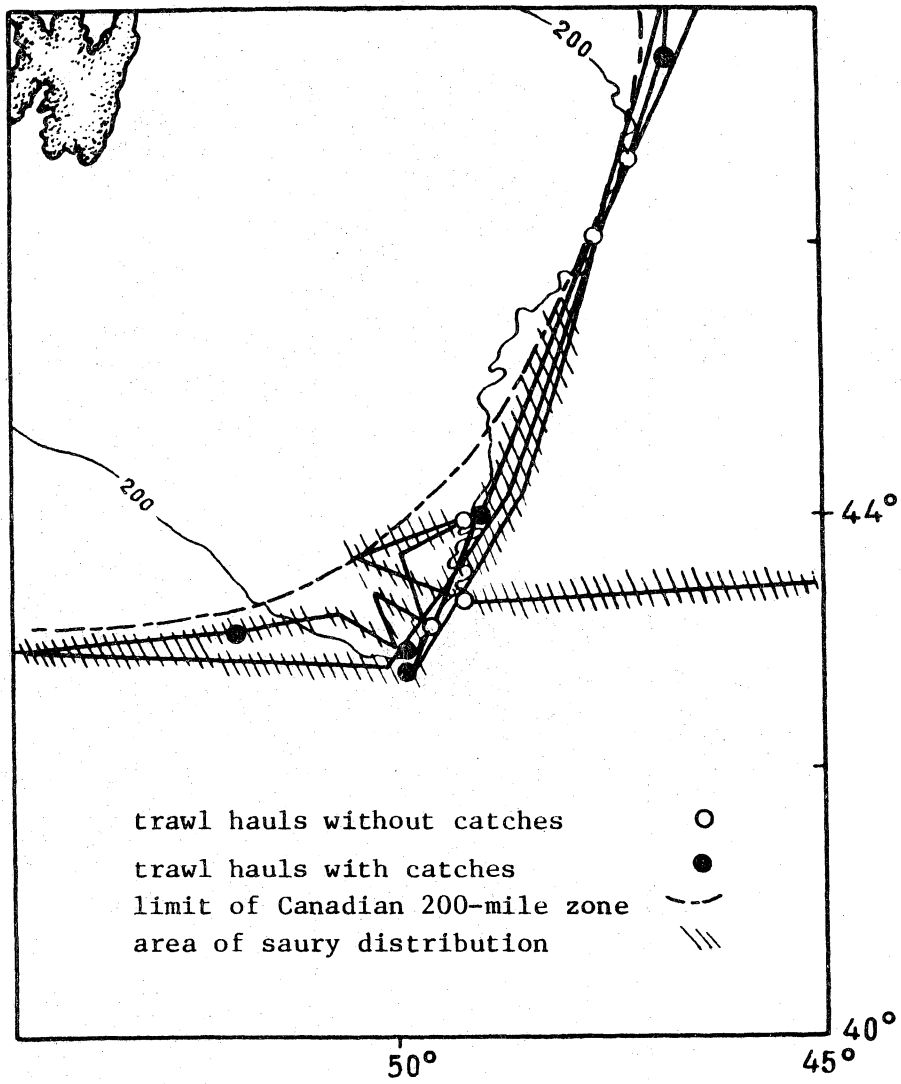 200
200
44°
trawl hauls without catches
trawl hauls with catches
limit of Canadian 200-mile zone
area of saury distribution
40°
50°
45°